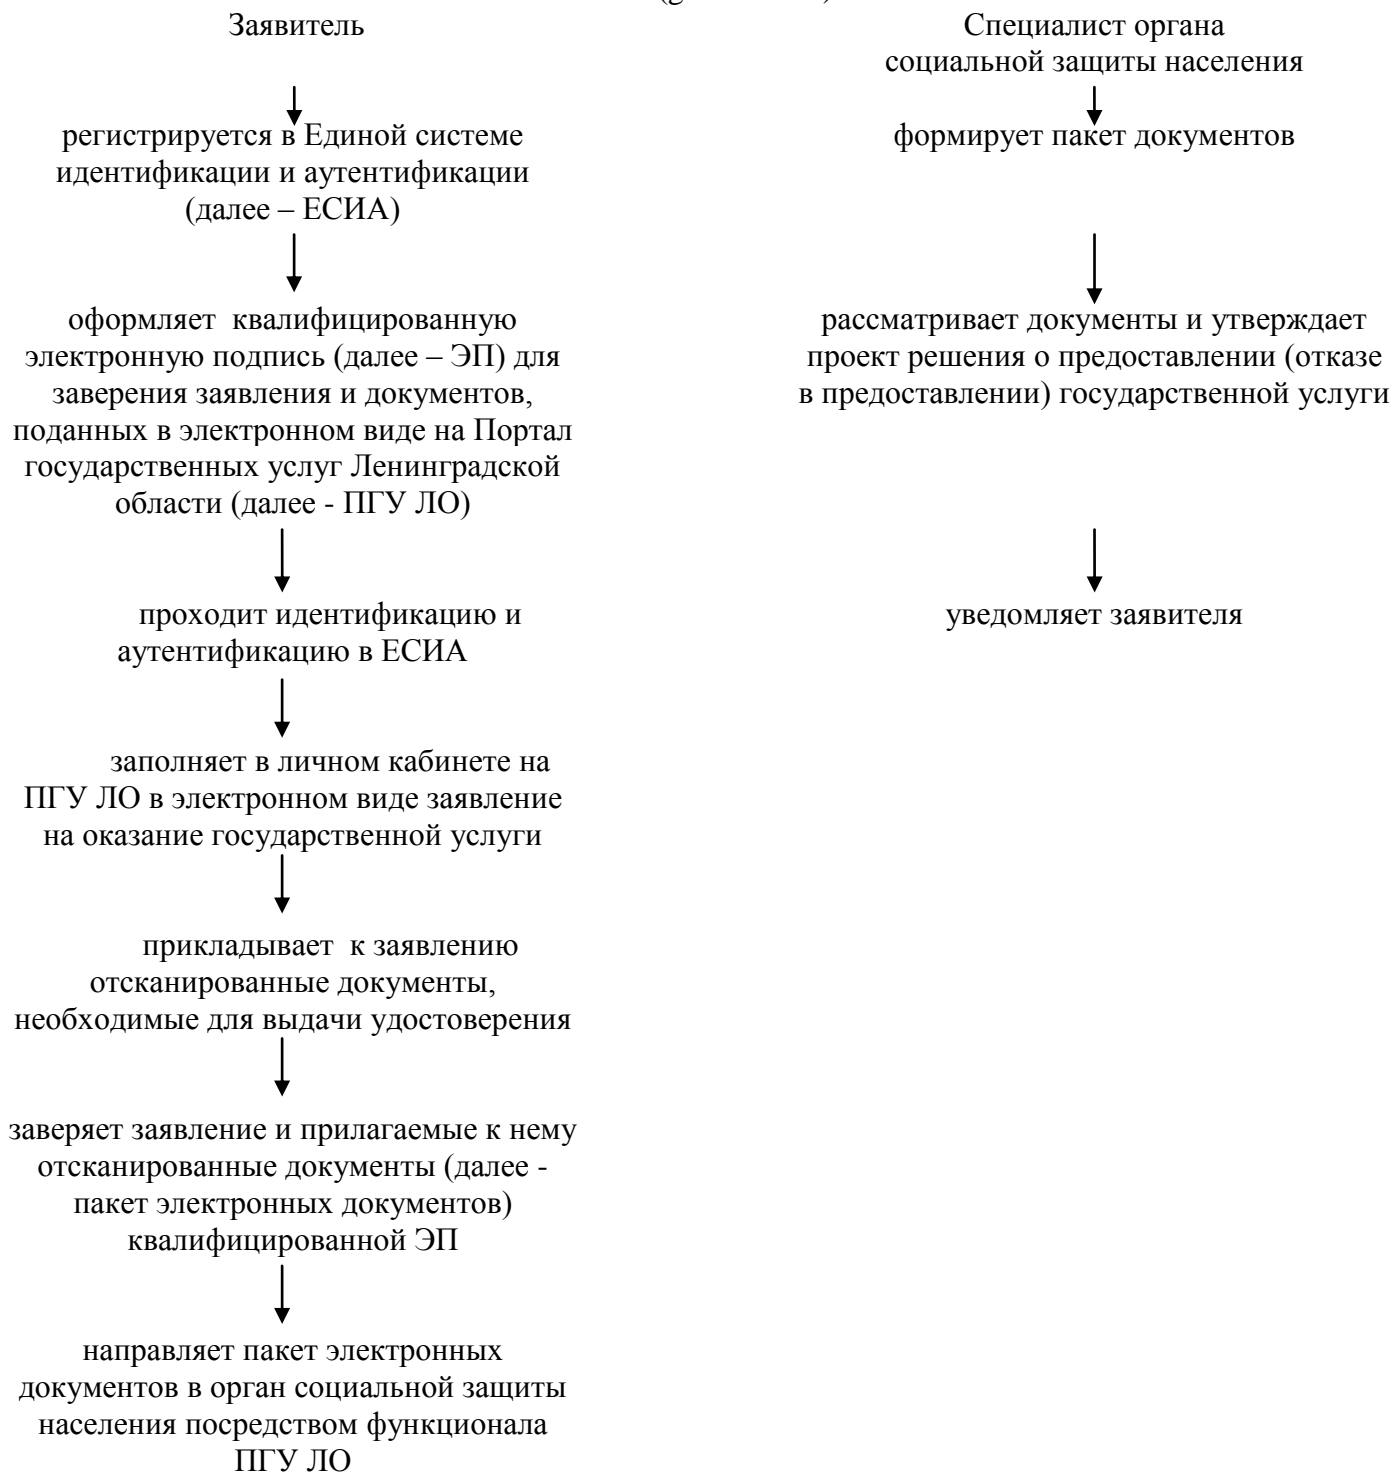 Заявитель
регистрируется в Единой системе
идентификации и аутентификации
(далее – ЕСИА)
оформляет квалифицированную
электронную подпись (далее – ЭП) для
заверения заявления и документов,
поданных в электронном виде на Портал
государственных услуг Ленинградской
области (далее - ПГУ ЛО)
проходит идентификацию и
аутентификацию в ЕСИА
заполняет в личном кабинете на
ПГУ ЛО в электронном виде заявление
на оказание государственной услуги
прикладывает к заявлению
отсканированные документы,
необходимые для выдачи удостоверения
заверяет заявление и прилагаемые к нему
отсканированные документы (далее -
пакет электронных документов)
квалифицированной ЭП
направляет пакет электронных
документов в орган социальной защиты
населения посредством функционала
ПГУ ЛО
Специалист органа
социальной защиты населения
формирует пакет документов
рассматривает документы и утверждает
проект решения о предоставлении (отказе
в предоставлении) государственной услуги
уведомляет заявителя